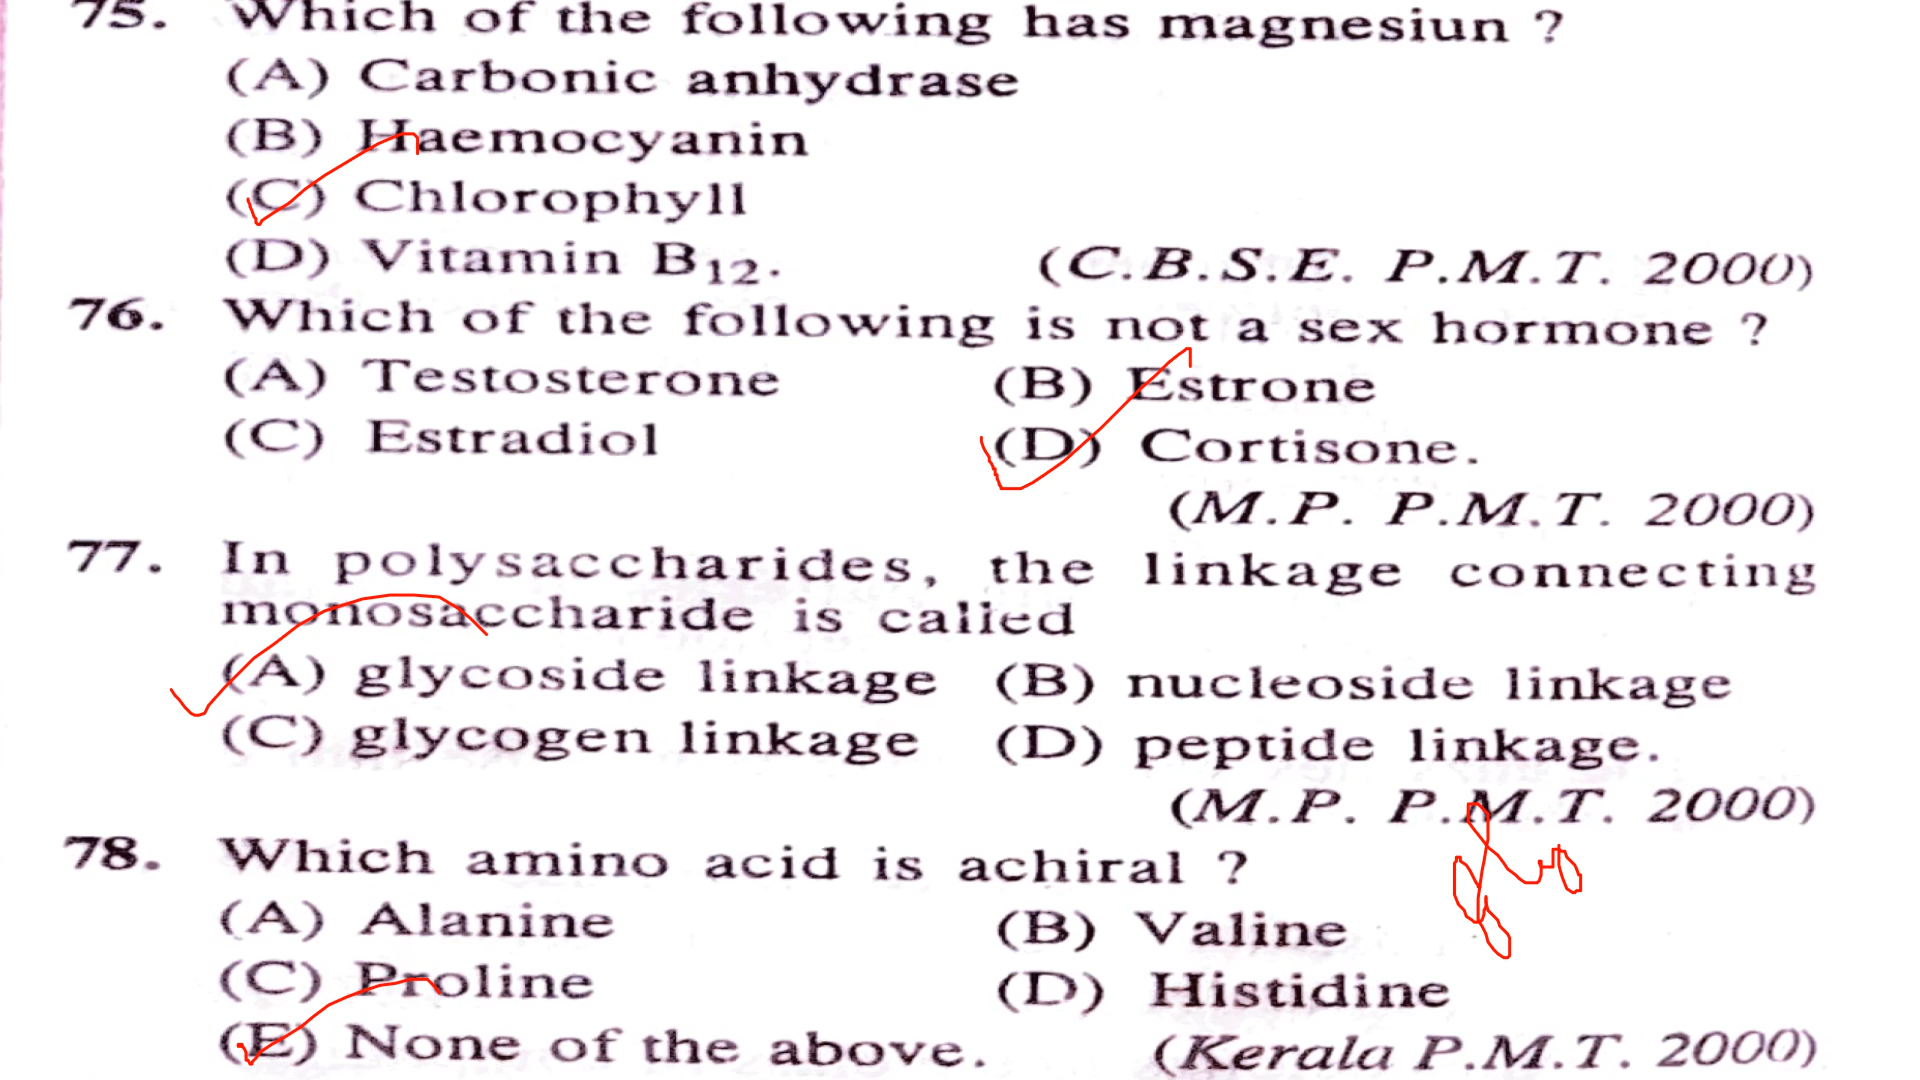 75. Which of the following has magnesiun ?
(A) Carbonic anhydrase
(B) Haemocyanin
(C) Chlorophyll
(D) Vitamin B12. (C.B.S.E. P.M.T. 2000)
76. Which of the following is not a sex hormone ?
(A) Testosterone (B) Estrone
(C) Estradiol (D) Cortisone.
(M.P. P.M.T. 2000)
77. In polysaccharides, the linkage connecting
monosaccharide is called
(A) glycoside linkage (B) nucleoside linkage
(C) glycogen linkage (D) peptide linkage.
(M.P. P.M.T. 2000)
78. Which amino acid is achiral ?
(A) Alanine (B) Valine
(C) Proline (D) Histidine
(E) None of the above. (Kerala P.M.T. 2000)